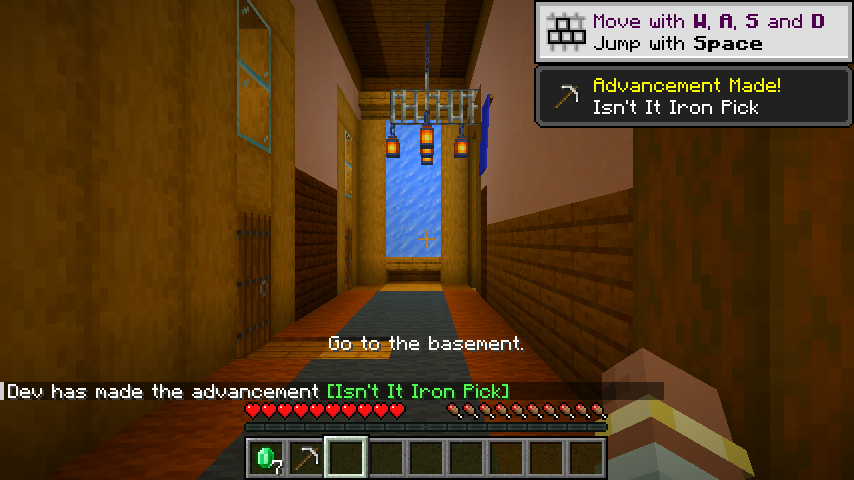 Move with W, A, S and D
Jump with Space
Advancement Made!
Isn't It Iron Pick
Go to the basement.
Dev has made the advancement [Isn't It Iron Pick]
7